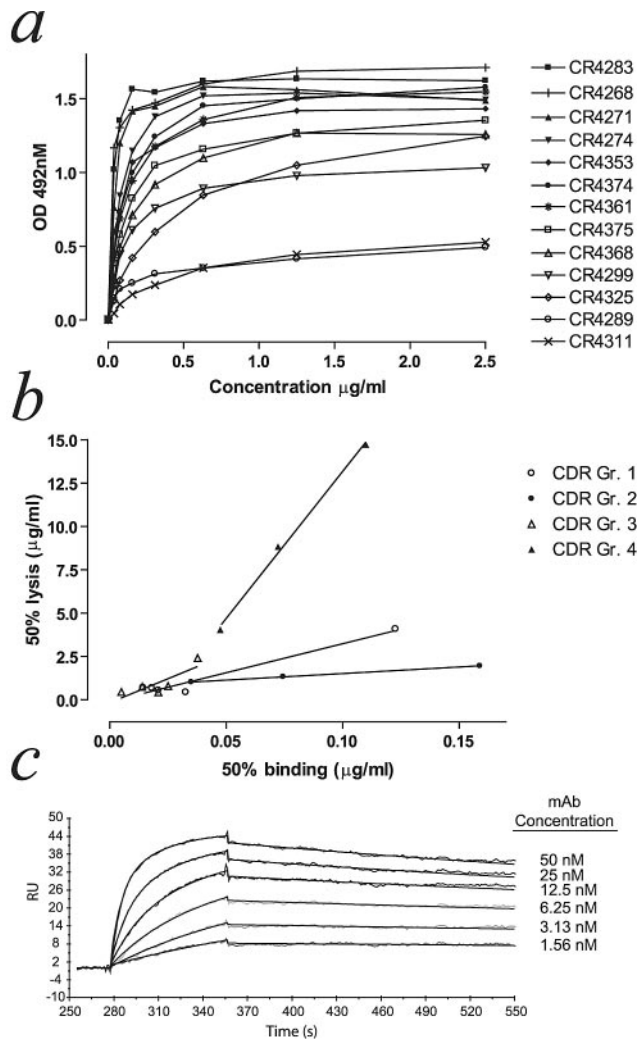 a
OD 492nM
1.5
1.0
0.5
0.0
0.0 0.5 1.0 1.5 2.0 2.5
Concentration μg/ml
CR4283
CR4268
CR4271
CR4274
CR4353
CR4374
CR4361
CR4375
CR4368
CR4299
CR4325
CR4289
CR4311
b
50% lysis (μg/ml)
15.0
12.5
10.0
7.5
5.0
2.5
0.0
0.00 0.05 0.10 0.15
50% binding (μg/ml)
CDR Gr. 1
CDR Gr. 2
CDR Gr. 3
CDR Gr. 4
c
RU
50
44
38
32
26
20
14
8
2
-4
-10
250 280 310 340 370 400 430 460 490 520 550
Time (s)
mAb
Concentration
50 nM
25 nM
12.5 nM
6.25 nM
3.13 nM
1.56 nM